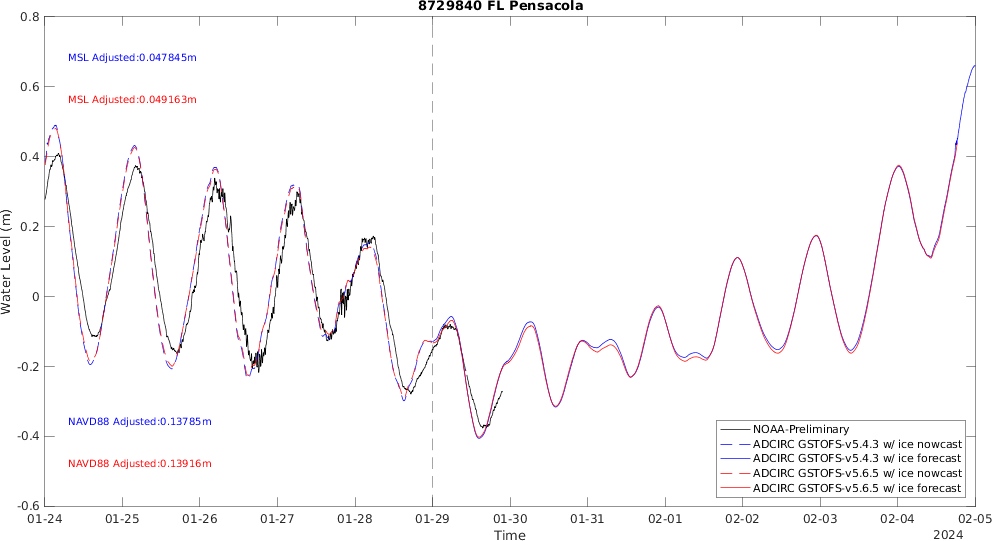 8729840 FL Pensacola
MSL Adjusted:0.047845m
MSL Adjusted:0.049163m
NAVD88 Adjusted:0.13785m
NAVD88 Adjusted:0.13916m
Water Level (m)
0.8
0.6
0.4
0.2
0
-0.2
-0.4
-0.6
NOAA-Preliminary
ADCIRC GSTOFS-v5.4.3 w/ ice nowcast
ADCIRC GSTOFS-v5.4.3 w/ ice forecast
ADCIRC GSTOFS-v5.6.5 w/ ice nowcast
ADCIRC GSTOFS-v5.6.5 w/ ice forecast
01-24 01-25 01-26 01-27 01-28 01-29 01-30 01-31 02-01 02-02 02-03 02-04 02-05
Time
2024